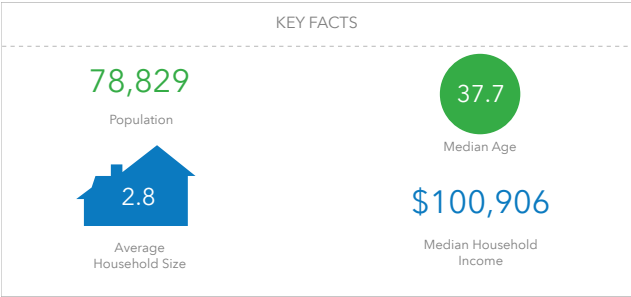 KEY FACTS
78,829
Population
37.7
Median Age
2.8
Average
Household Size
$100,906
Median Household
Income